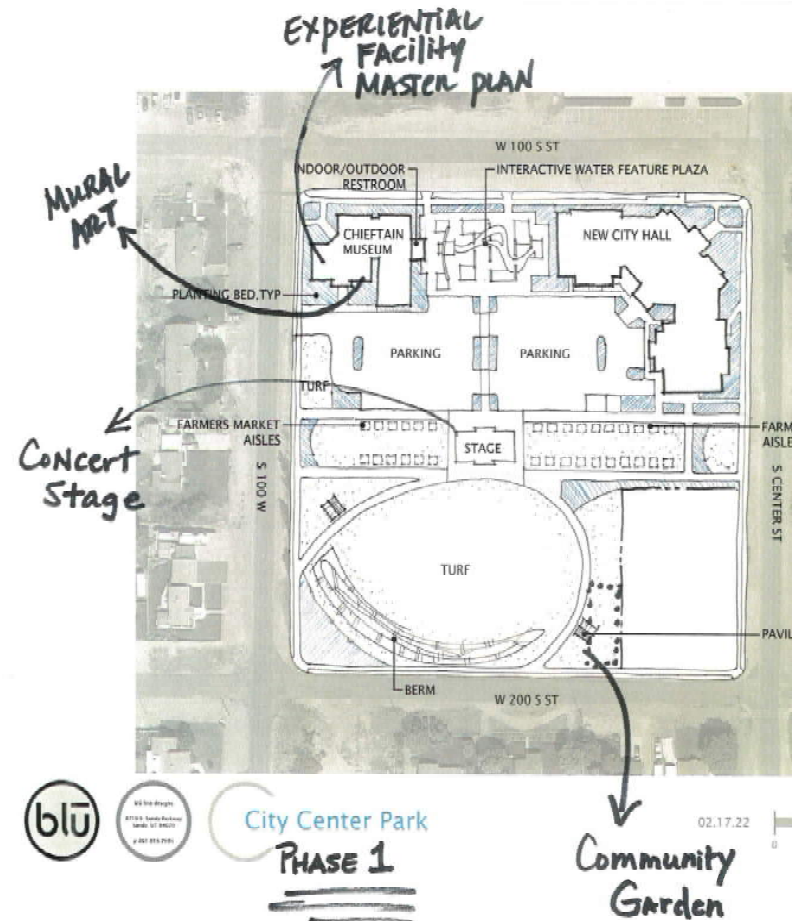 EXPERIENTIAL
FACILITY
MASTER PLAN
W 100 S ST
INDOOR/OUTDOOR
RESTROOM
INTERACTIVE WATER FEATURE PLAZA
MURAL
ART
CHIEFTAIN
MUSEUM
NEW CITY HALL
PLANTING BED, TYP
PARKING
PARKING
TURF
FARMERS MARKET
AISLES
STAGE
FARM
AISLE
Concert
Stage
S 100 W
S CENTER ST
TURF
PAVIL
BERM
W 200 S ST
blū
City Center Park
02.17.22
0
PHASE 1
Community
Garden